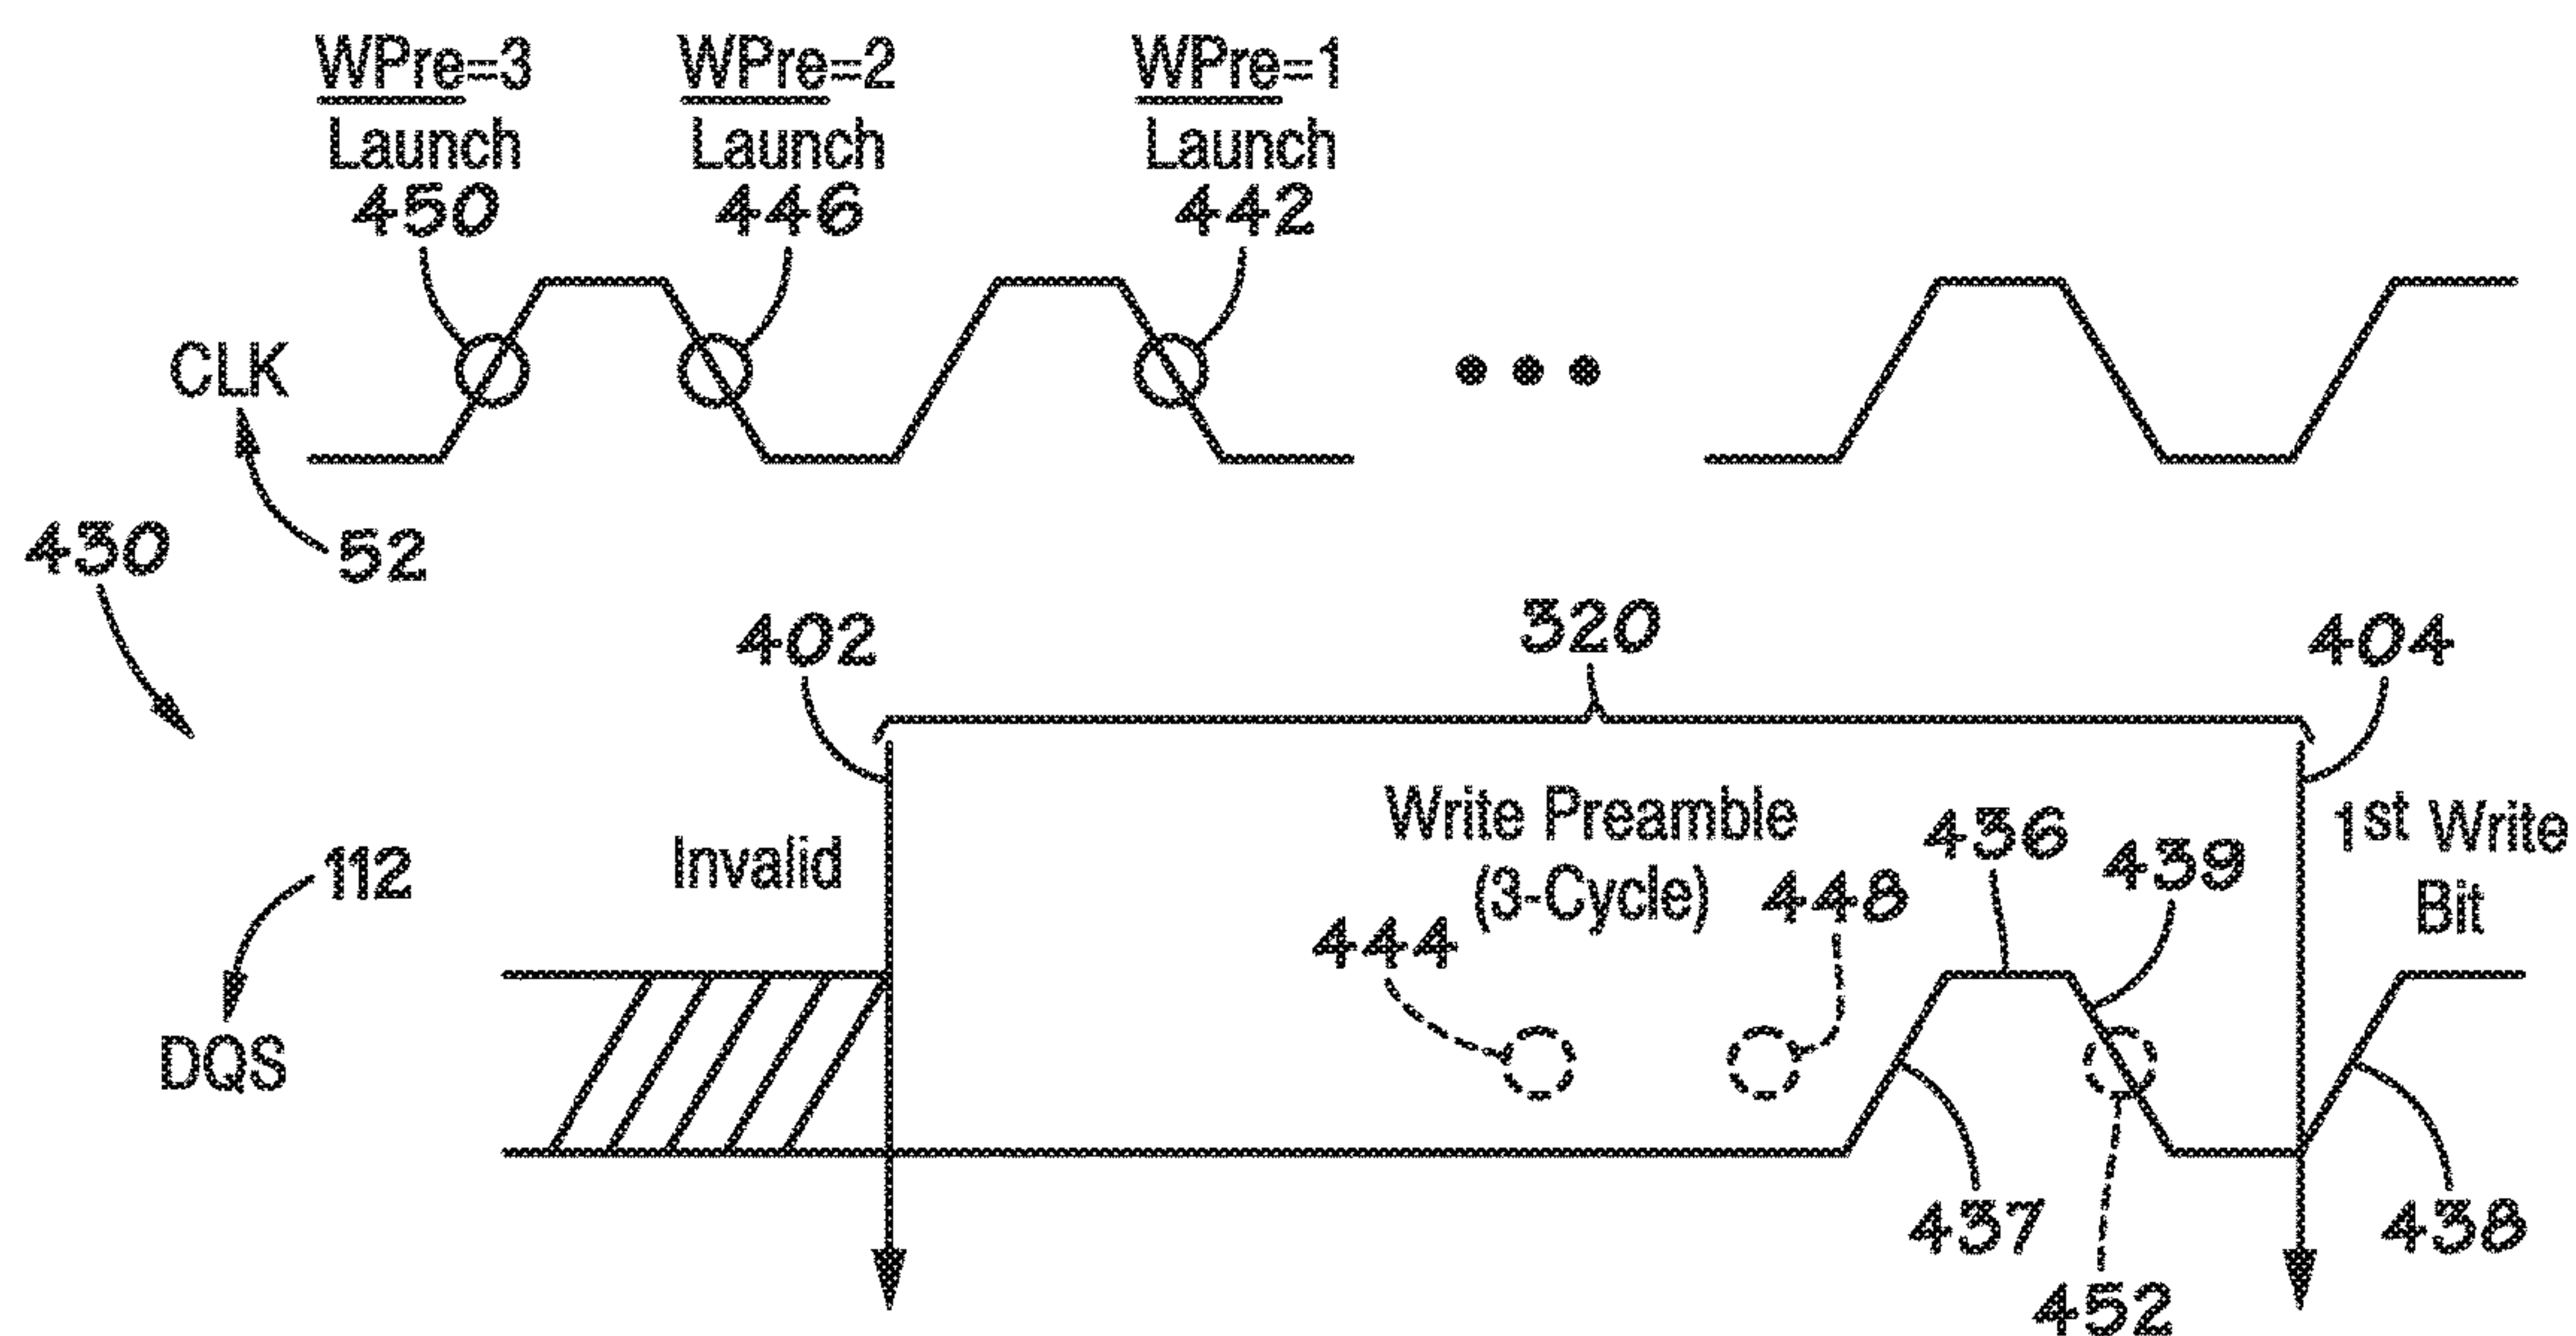 WPre=3 WPre=2 WPre=1
Launch Launch Launch
450 446 442
CLK
430 52
320
402 404
Write Preamble
(3-Cycle)
Invalid
1st Write
Bit
436 439
112
444 448
DQS
437 438
452